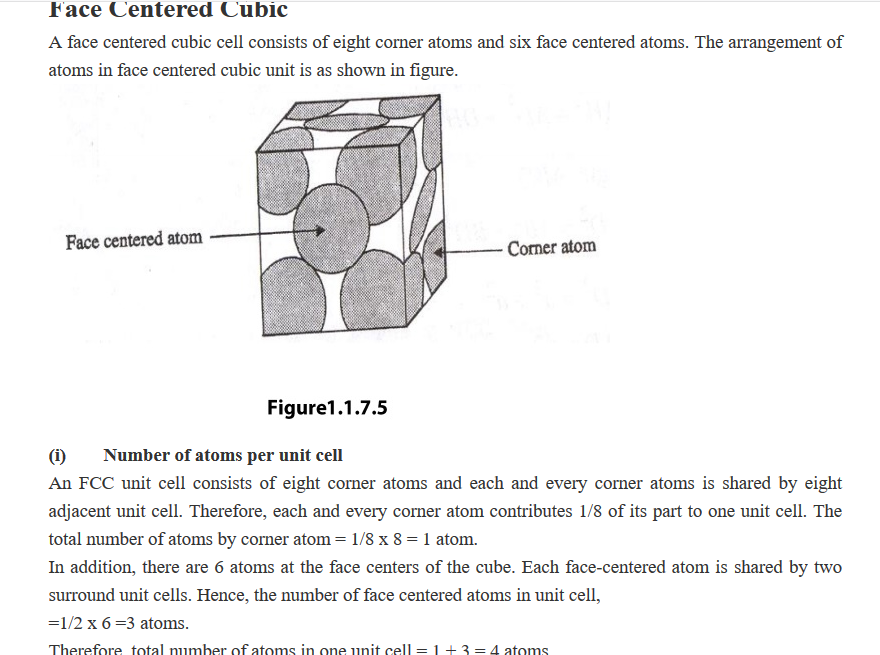 Face Centered Cubic
A face centered cubic cell consists of eight corner atoms and six face centered atoms. The arrangement of
atoms in face centered cubic unit is as shown in figure.
Face centered atom
Corner atom
Figure1.1.7.5
(i) Number of atoms per unit cell
An FCC unit cell consists of eight corner atoms and each and every corner atoms is shared by eight
adjacent unit cell. Therefore, each and every corner atom contributes 1/8 of its part to one unit cell. The
total number of atoms by corner atom = 1/8 x 8 = 1 atom.
In addition, there are 6 atoms at the face centers of the cube. Each face-centered atom is shared by two
surround unit cells. Hence, the number of face centered atoms in unit cell,
=1/2 x 6 =3 atoms.
Therefore, total number of atoms in one unit cell = 1 + 3 = 4 atoms